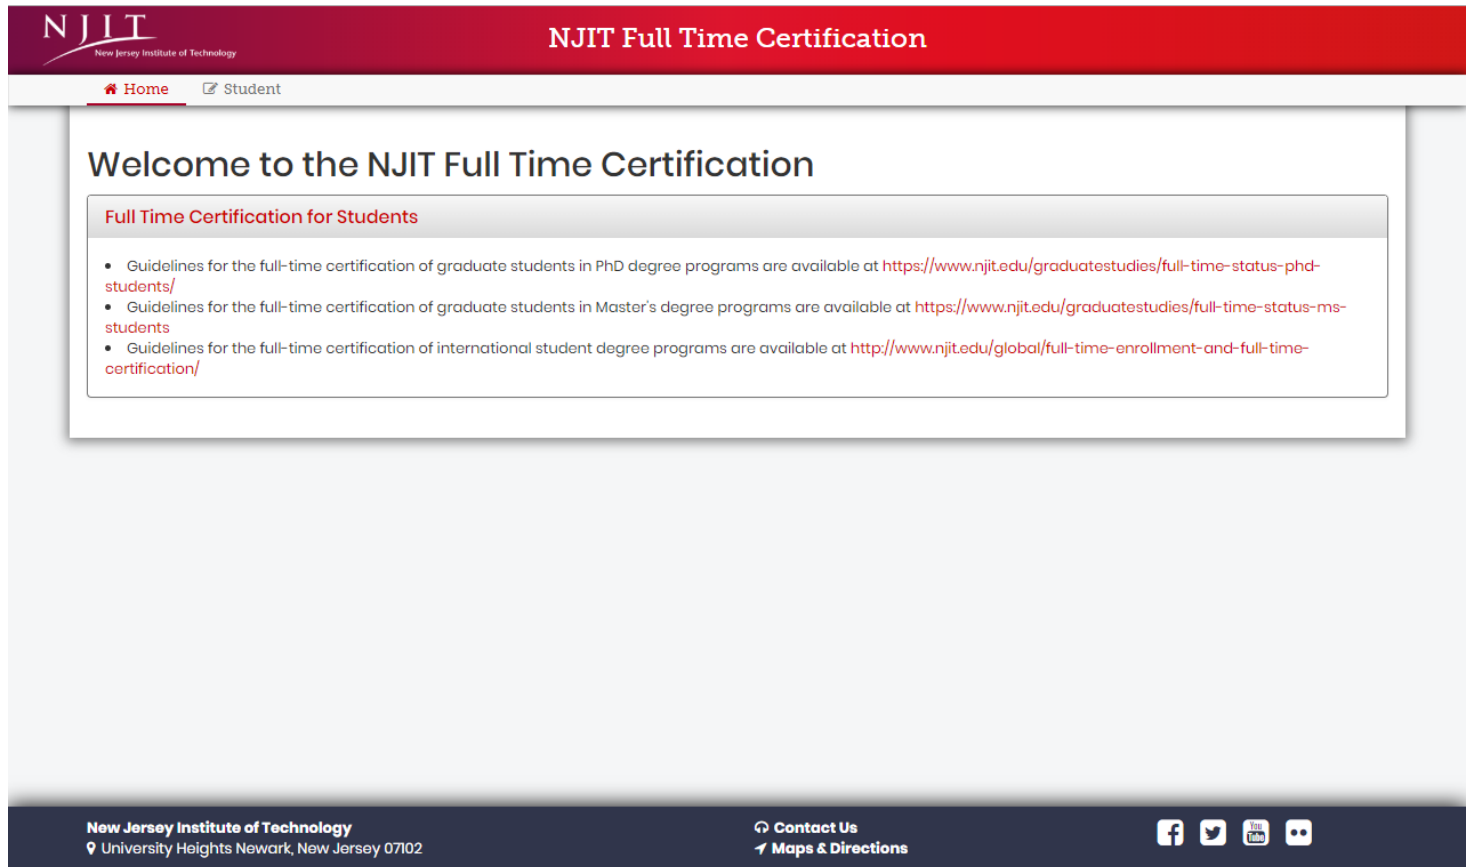 NJIT
New Jersey Institute of Technology
NJIT Full Time Certification
Home
Student
Welcome to the NJIT Full Time Certification
Full Time Certification for Students
• Guidelines for the full-time certification of graduate students in PhD degree programs are available at https://www.njit.edu/graduatestudies/full-time-status-phd-
students/
• Guidelines for the full-time certification of graduate students in Master's degree programs are available at https://www.njit.edu/graduatestudies/full-time-status-ms-
students
• Guidelines for the full-time certification of international student degree programs are available at http://www.njit.edu/global/full-time-enrollment-and-full-time-
certification/
New Jersey Institute of Technology
University Heights Newark, New Jersey 07102
Contact Us
Maps & Directions
You
Tube